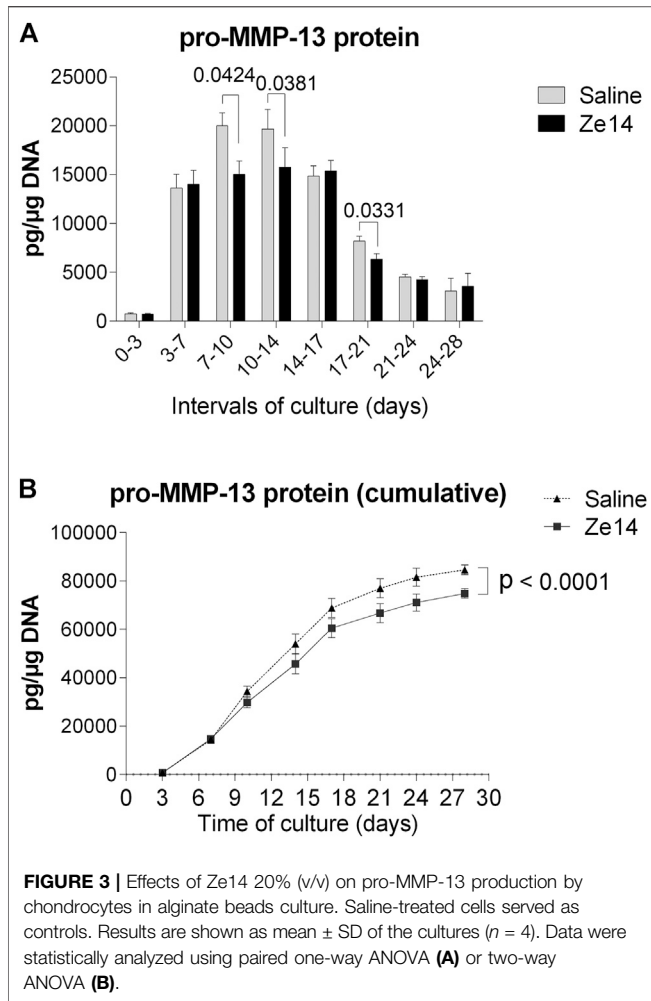 A
pro-MMP-13 protein
Saline
Ze14
pg/µg DNA
25000
20000
15000
10000
5000
0
0.0424
0.0381
0.0331
0-3
3-7
7-10
10-14
14-17
17-21
21-24
24-28
Intervals of culture (days)
B
pro-MMP-13 protein (cumulative)
Saline
Ze14
pg/µg DNA
100000
80000
60000
40000
20000
0
p < 0.0001
0 3 6 9 12 15 18 21 24 27 30
Time of culture (days)
FIGURE 3 | Effects of Ze14 20% (v/v) on pro-MMP-13 production by
chondrocytes in alginate beads culture. Saline-treated cells served as
controls. Results are shown as mean ± SD of the cultures (n = 4). Data were
statistically analyzed using paired one-way ANOVA (A) or two-way
ANOVA (B).